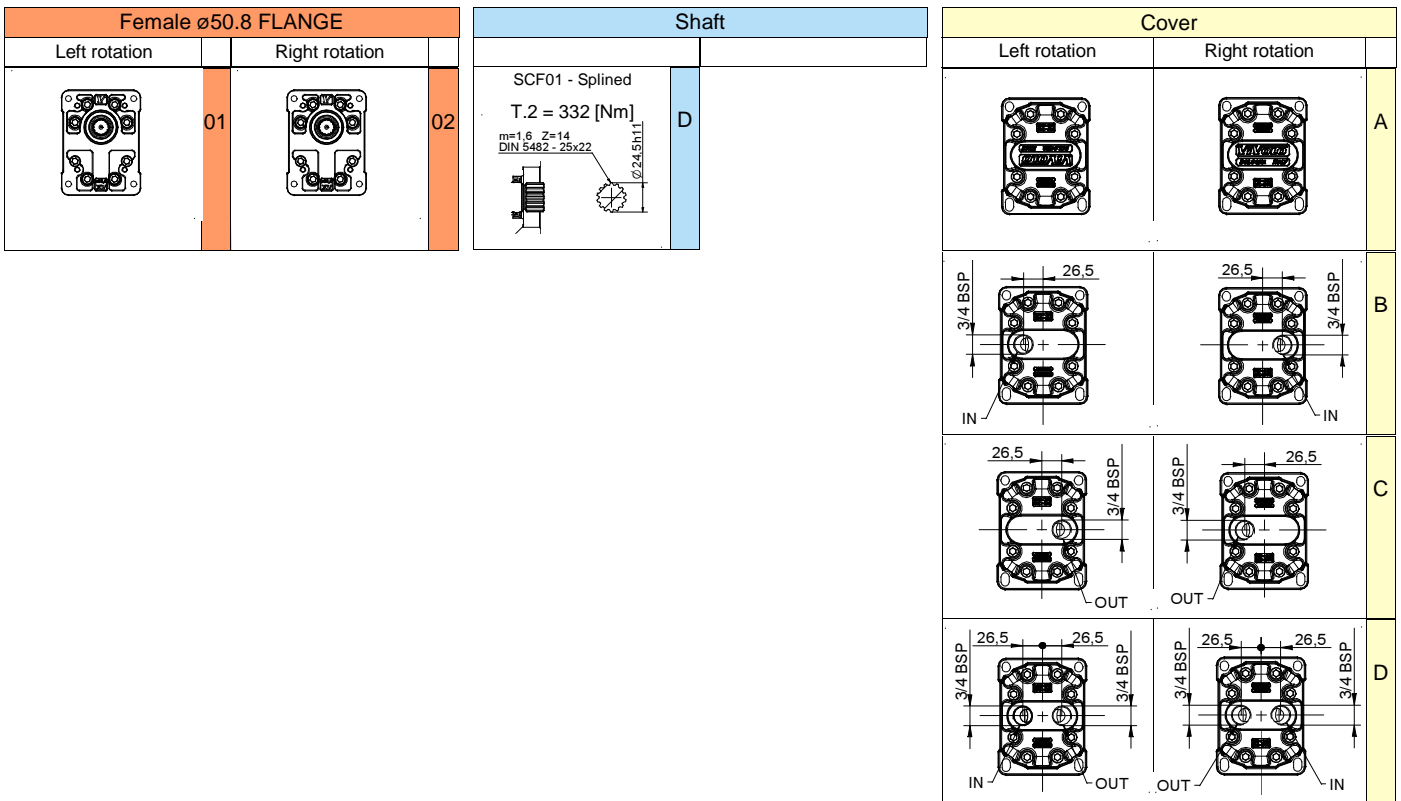 Female ø50.8 FLANGE
Left rotation
Right rotation
01
02
Shaft
SCF01 - Splined
T.2 = 332 [Nm]
m=1,6 Z=14
DIN 5482 - 25x22
Ø24,5h11
D
Cover
Left rotation
Right rotation
A
26,5
3/4 BSP
IN
26,5
3/4 BSP
IN
B
26,5
3/4 BSP
OUT
26,5
3/4 BSP
OUT
C
26,5
26,5
3/4 BSP
3/4 BSP
IN
OUT
26,5
26,5
3/4 BSP
3/4 BSP
OUT
IN
D